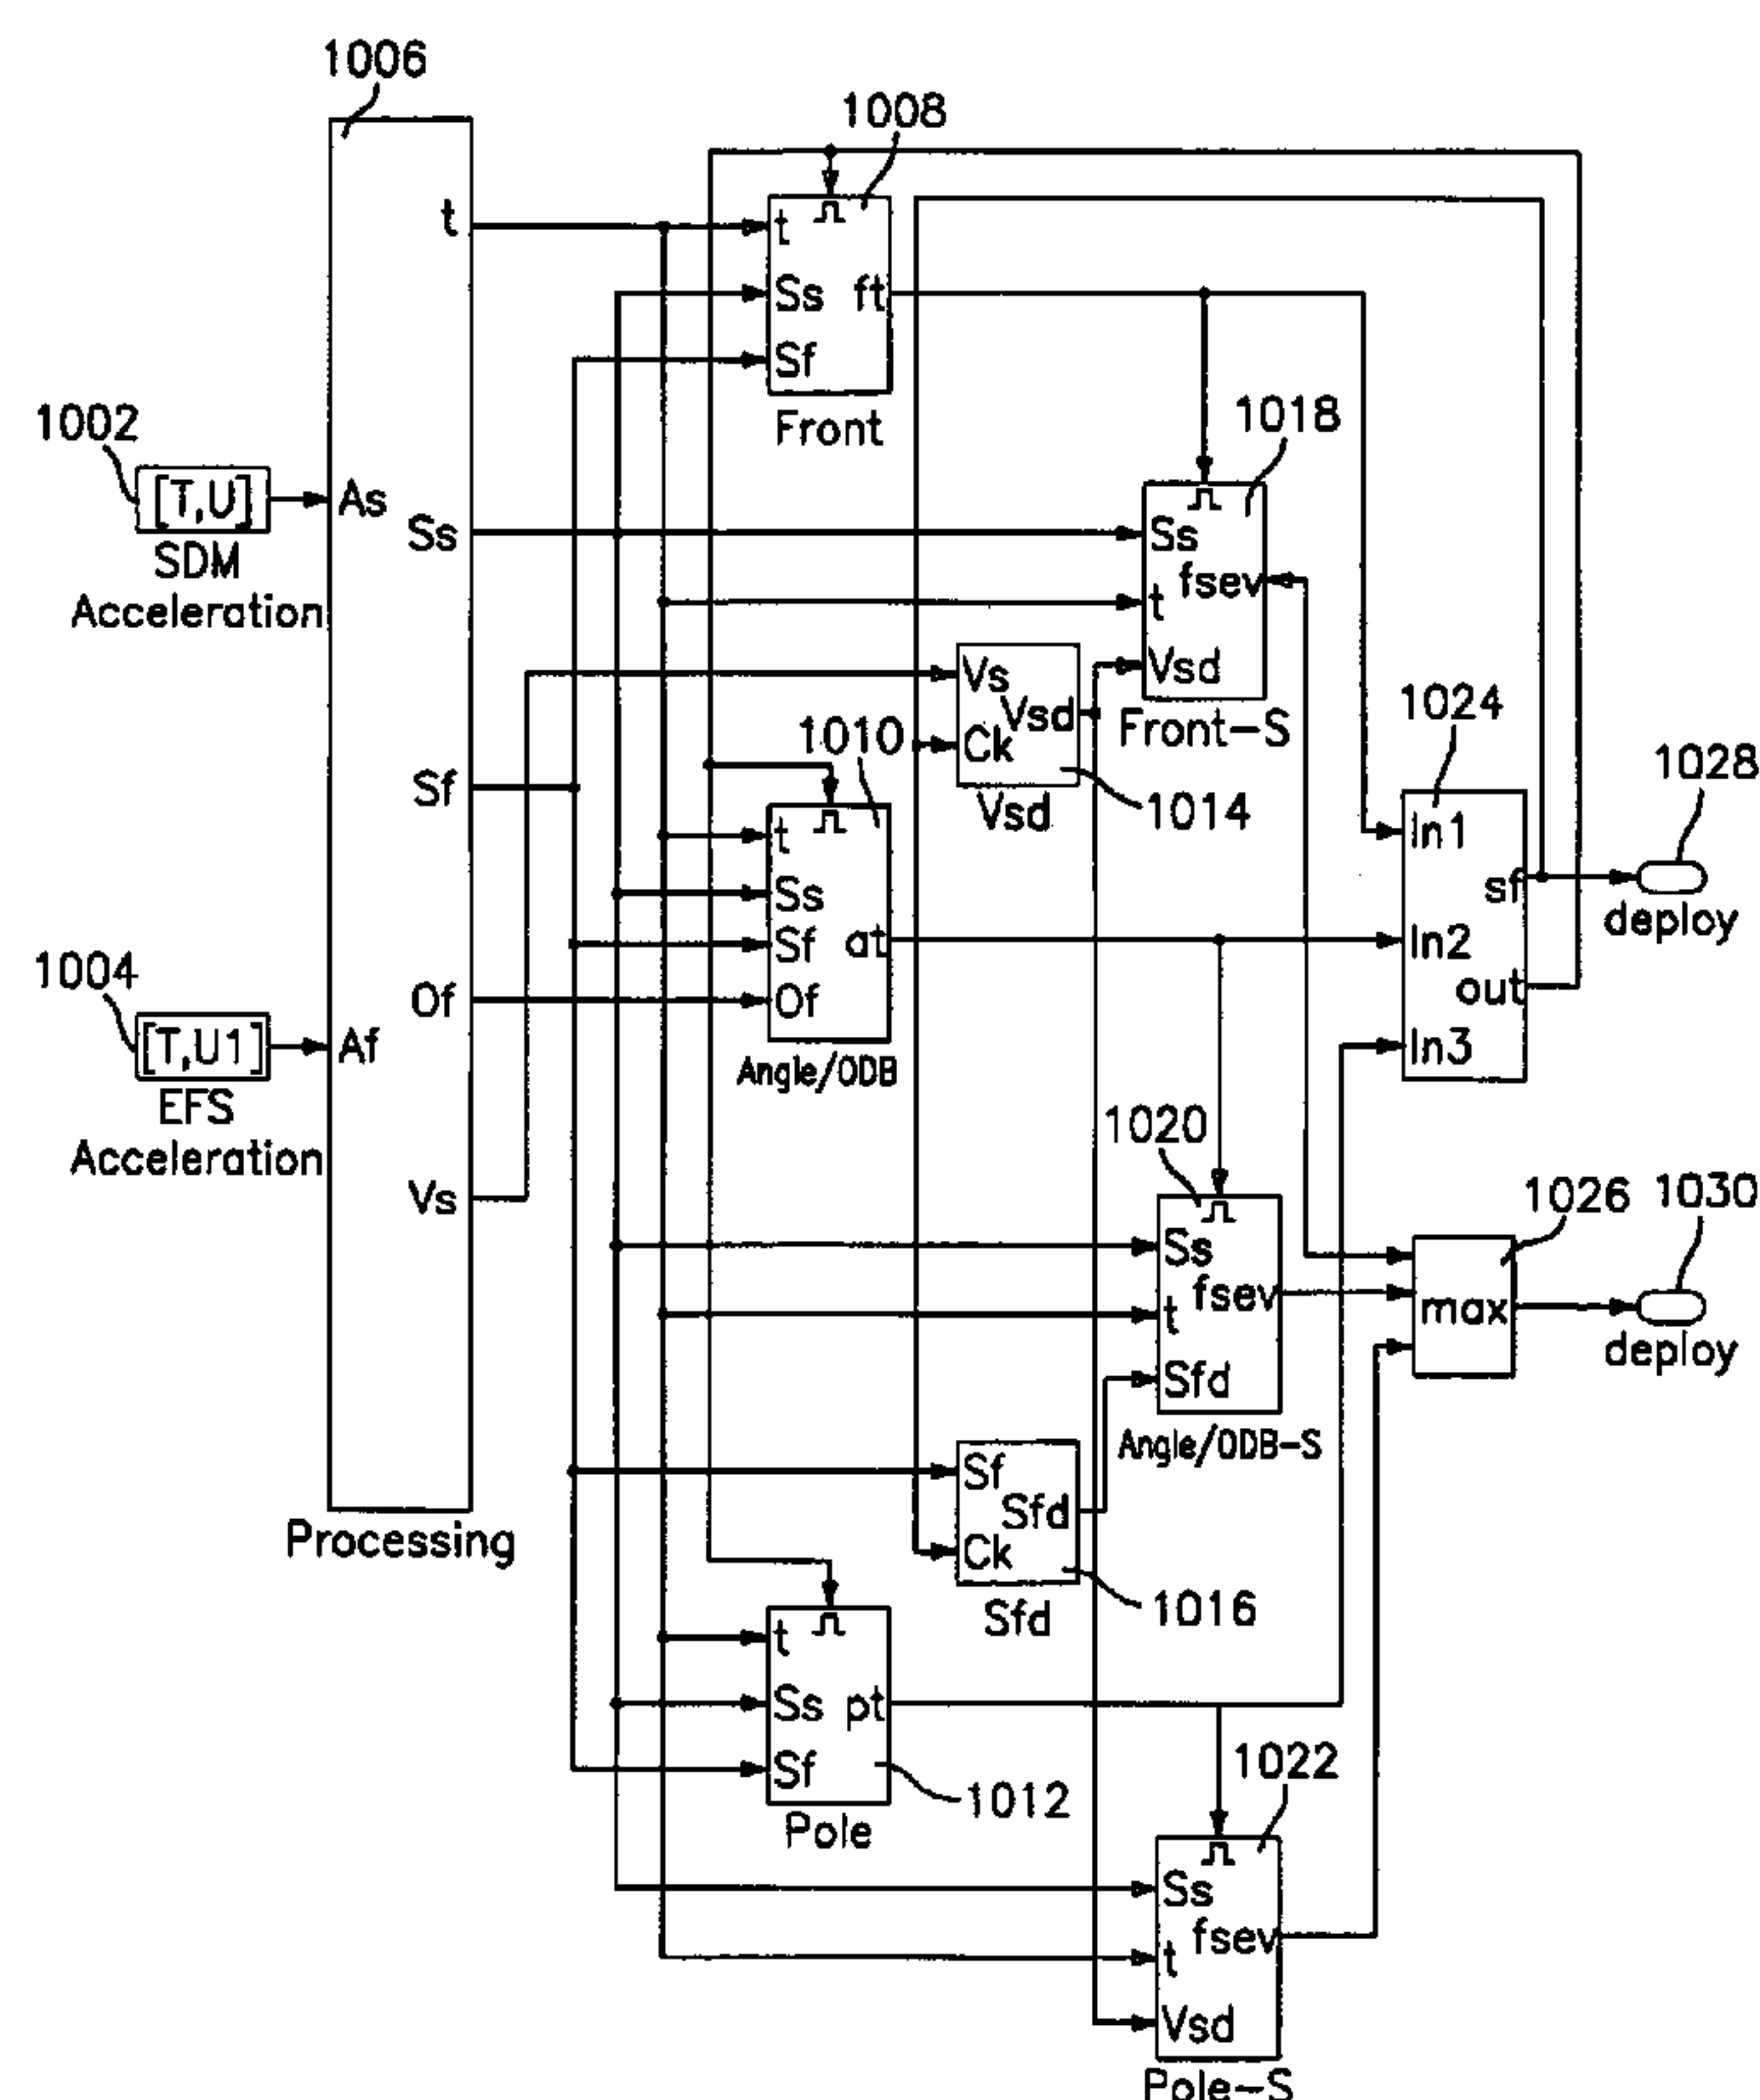 1006
1008
t
t
Ss
ft
Sf
Front
1002
[T,U]
SDM
Acceleration
As
Ss
1018
Ss
fsev
t
Vsd
Front-S
Vs
Vsd
Ck
Vsd
1014
1010
Sf
t
Ss
Sf
at
Of
Angle/ODB
1024
In1
sf
In2
out
In3
1028
deploy
1004
[T,U1]
EFS
Acceleration
Af
Of
Vs
Processing
1020
Ss
fsev
t
Sfd
Angle/ODB-S
1026
max
1030
deploy
Sf
Sfd
Ck
Sfd
1016
t
Ss
pt
Sf
Pole
1012
1022
Ss
fsev
t
Vsd
Pole-S